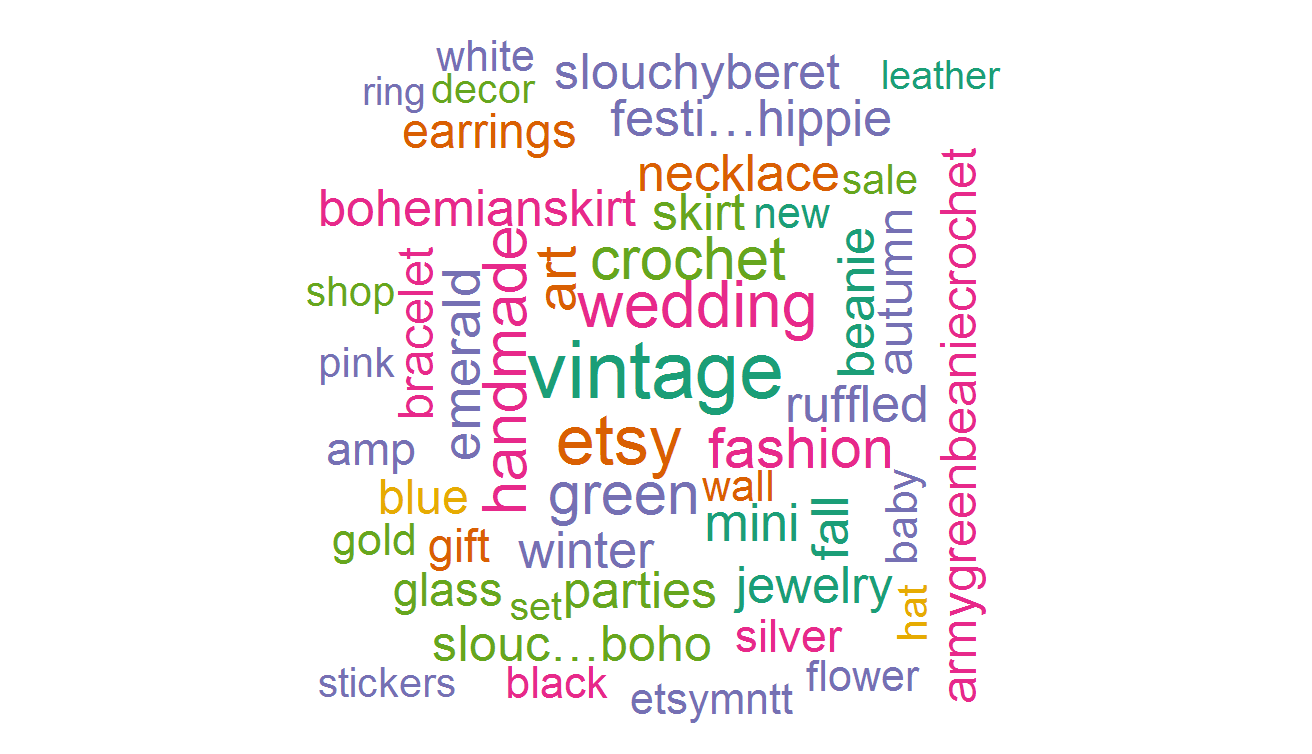 white
slouchyberet
leather
ring
decor
festi…hippie
earrings
necklace
sale
bohemianskirt
skirt
new
armygreenbeaniecrochet
handmade
art
crochet
beanie
autumn
shop
bracelet
emerald
wedding
pink
vintage
ruffled
amp
etsy
fashion
blue
green
wall
baby
mini
fall
gold
gift
winter
glass
set
parties
jewelry
hat
slouc…boho
silver
stickers
black
etsymntt
flower